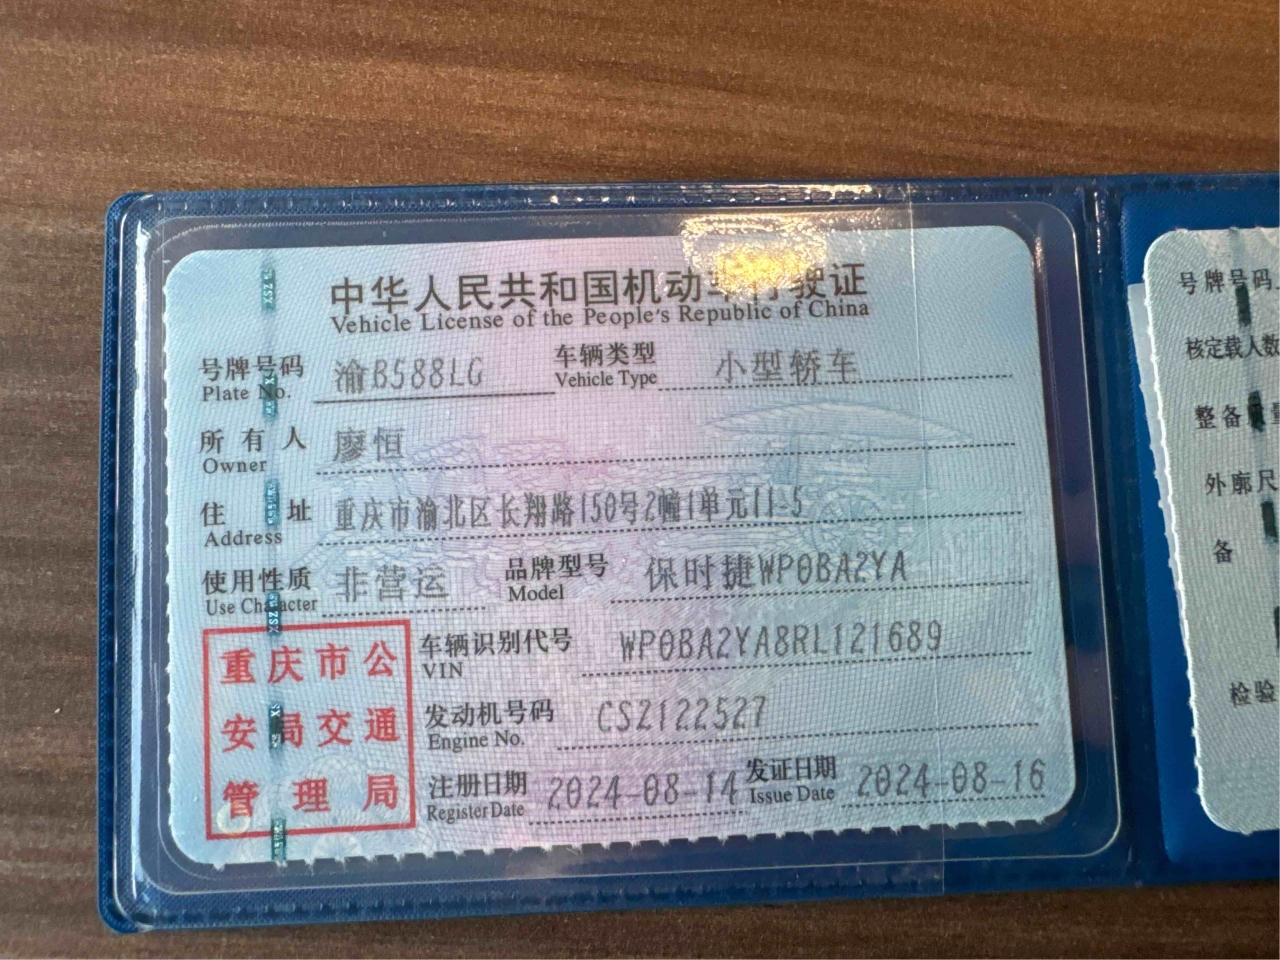 中华人民共和国机动车行驶证
Vehicle License of the People's Republic of China
号牌号码 渝B588LG 车辆类型 小型轿车
Plate No. Vehicle Type
所有人 廖恒
Owner
住址 重庆市渝北区长翔路150号2幢1单元11-5
Address
使用性质 非营运 品牌型号 保时捷WP0BA2YA
Use Character Model
车辆识别代号 WP0BA2YA8RL121689
VIN
发动机号码 CSZ122527
Engine No.
注册日期 2024-08-14 发证日期 2024-08-16
Register Date Issue Date
重庆市公
安局交通
管理局
号牌号码
核定载人数
整备质量
外廓尺
备
检验